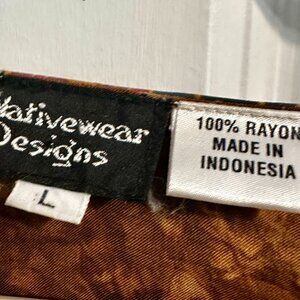 Nativewear
Designs
L
100% RAYON
MADE IN
INDONESIA